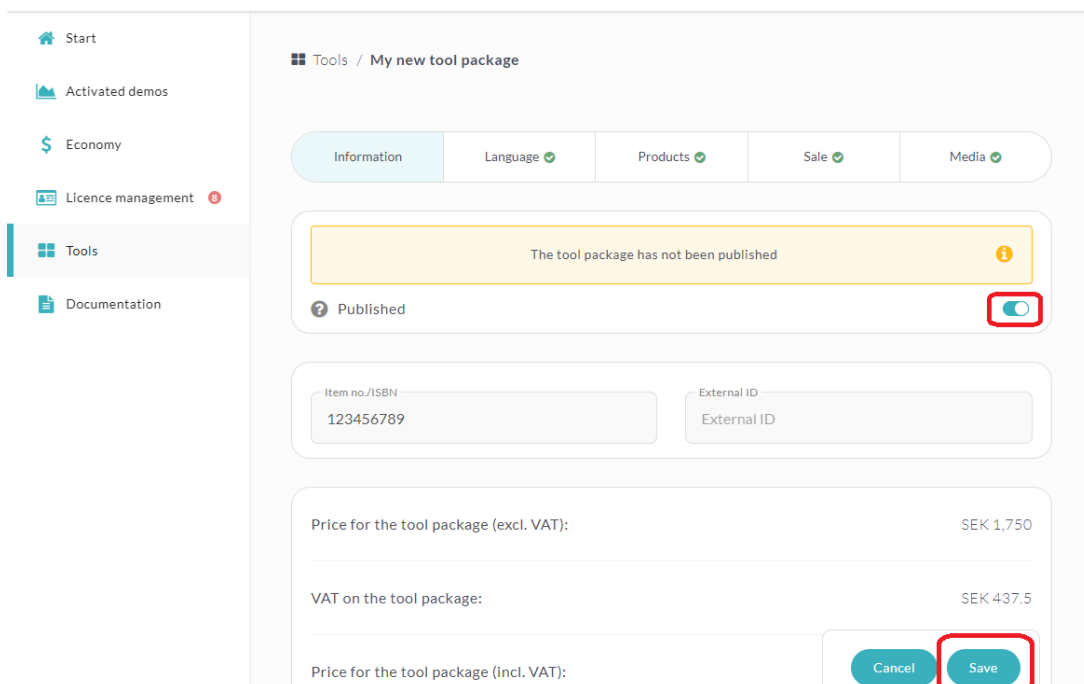 Start
Activated demos
Economy
Licence management 8
Tools
Documentation
Tools / My new tool package
Information Language Products Sale Media
The tool package has not been published
Published
Item no./ISBN
123456789
External ID
External ID
Price for the tool package (excl. VAT): SEK 1,750
VAT on the tool package: SEK 437.5
Price for the tool package (incl. VAT):
Cancel Save